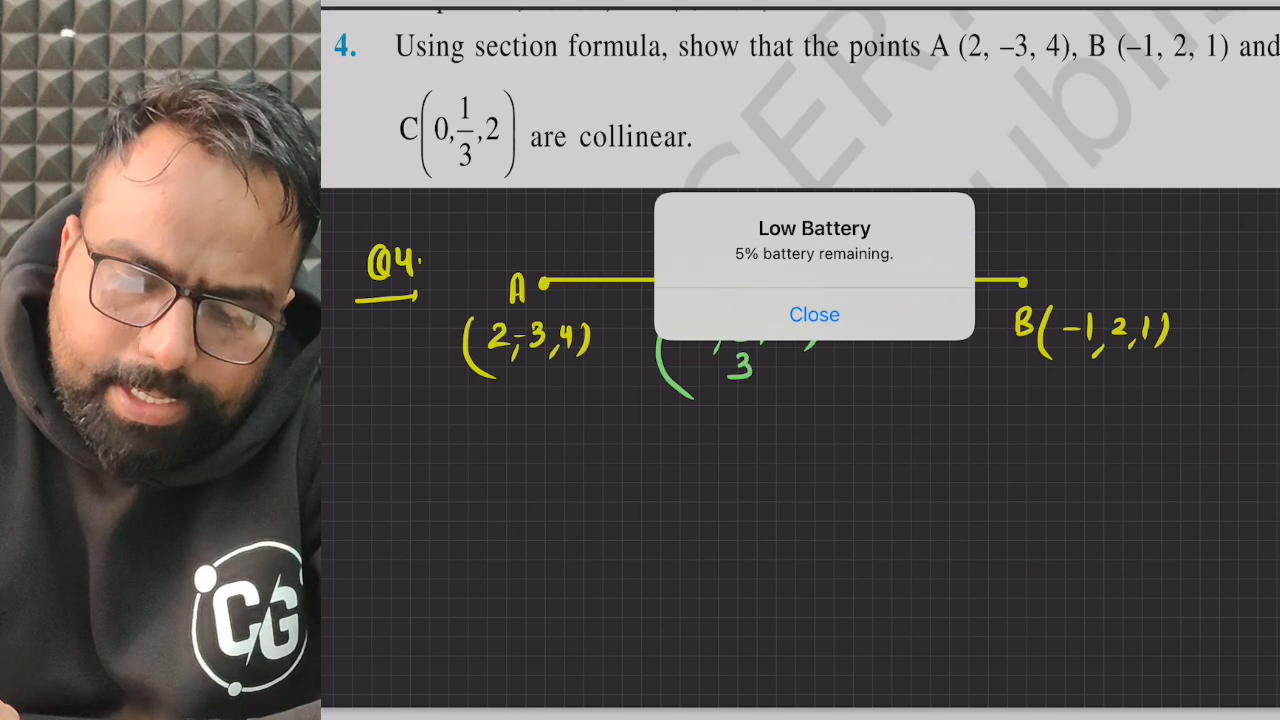 4. Using section formula, show that the points A (2, –3, 4), B (–1, 2, 1) and
C(0, 1/3, 2) are collinear.
Low Battery
5% battery remaining.
Close
Q4.
A
(2,-3,4)
3
B(-1,2,1)
CG